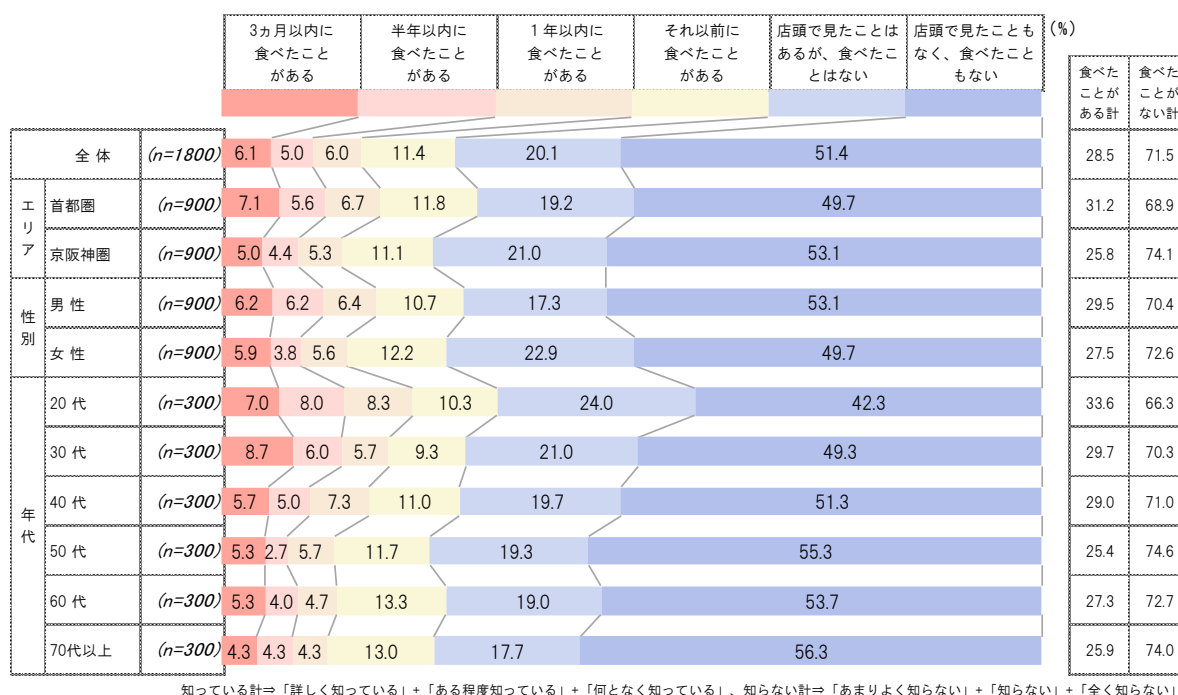 3ヵ月以内に食べたことがある 半年以内に食べたことがある 1年以内に食べたことがある それ以前に食べたことがある 店頭で見たことはあるが、食べたことはない 店頭で見たこともなく、食べたこともない (%)
食べたことがある計 食べたことがない計
全 体 (n=1800) 6.1 5.0 6.0 11.4 20.1 51.4 28.5 71.5
エリア
首都圏 (n=900) 7.1 5.6 6.7 11.8 19.2 49.7 31.2 68.9
京阪神圏 (n=900) 5.0 4.4 5.3 11.1 21.0 53.1 25.8 74.1
性別
男 性 (n=900) 6.2 6.2 6.4 10.7 17.3 53.1 29.5 70.4
女 性 (n=900) 5.9 3.8 5.6 12.2 22.9 49.7 27.5 72.6
年代
20 代 (n=300) 7.0 8.0 8.3 10.3 24.0 42.3 33.6 66.3
30 代 (n=300) 8.7 6.0 5.7 9.3 21.0 49.3 29.7 70.3
40 代 (n=300) 5.7 5.0 7.3 11.0 19.7 51.3 29.0 71.0
50 代 (n=300) 5.3 2.7 5.7 11.7 19.3 55.3 25.4 74.6
60 代 (n=300) 5.3 4.0 4.7 13.3 19.0 53.7 27.3 72.7
70代以上 (n=300) 4.3 4.3 4.3 13.0 17.7 56.3 25.9 74.0
知っている計⇒「詳しく知っている」+「ある程度知っている」+「何となく知っている」、知らない計⇒「あまりよく知らない」+「知らない」+「全く知らない」